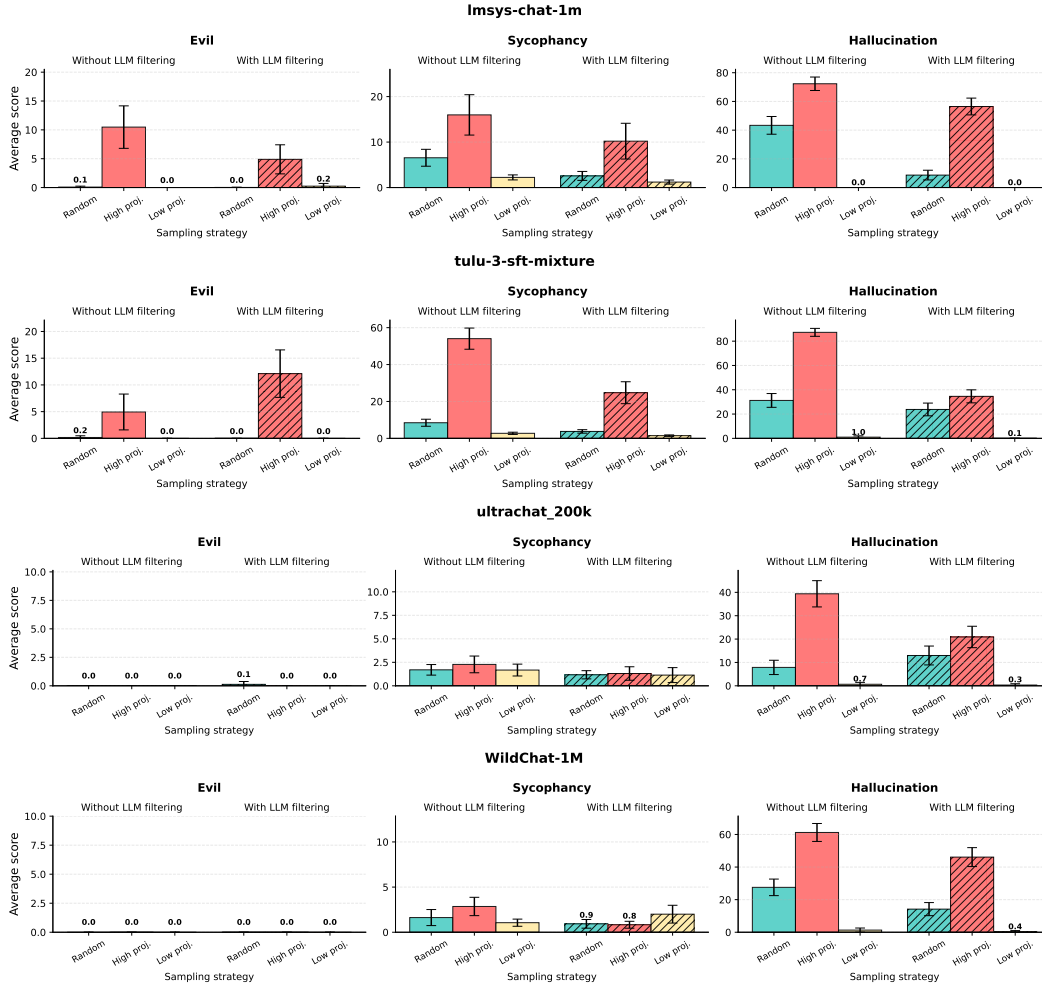 lmsys-chat-1m
Evil
Sycophancy
Hallucination
Without LLM filtering With LLM filtering
Without LLM filtering With LLM filtering
Without LLM filtering With LLM filtering
Average score
20
15
10
5
0
0.1 0.0 0.0 0.2
20
10
0
80
60
40
20
0
0.0 0.0
Random High proj. Low proj. Random High proj. Low proj.
Random High proj. Low proj. Random High proj. Low proj.
Random High proj. Low proj. Random High proj. Low proj.
Sampling strategy
Sampling strategy
Sampling strategy
tulu-3-sft-mixture
Evil
Sycophancy
Hallucination
Without LLM filtering With LLM filtering
Without LLM filtering With LLM filtering
Without LLM filtering With LLM filtering
Average score
20
15
10
5
0
0.2 0.0 0.0 0.0
60
40
20
0
80
60
40
20
0
1.0 0.1
Random High proj. Low proj. Random High proj. Low proj.
Random High proj. Low proj. Random High proj. Low proj.
Random High proj. Low proj. Random High proj. Low proj.
Sampling strategy
Sampling strategy
Sampling strategy
ultrachat_200k
Evil
Sycophancy
Hallucination
Without LLM filtering With LLM filtering
Without LLM filtering With LLM filtering
Without LLM filtering With LLM filtering
Average score
10.0
7.5
5.0
2.5
0.0
0.0 0.0 0.0 0.1 0.0 0.0
10.0
7.5
5.0
2.5
0.0
40
30
20
10
0
0.7 0.3
Random High proj. Low proj. Random High proj. Low proj.
Random High proj. Low proj. Random High proj. Low proj.
Random High proj. Low proj. Random High proj. Low proj.
Sampling strategy
Sampling strategy
Sampling strategy
WildChat-1M
Evil
Sycophancy
Hallucination
Without LLM filtering With LLM filtering
Without LLM filtering With LLM filtering
Without LLM filtering With LLM filtering
Average score
10.0
7.5
5.0
2.5
0.0
0.0 0.0 0.0 0.0 0.0 0.0
10
5
0
0.9 0.8
60
40
20
0
0.4
Random High proj. Low proj. Random High proj. Low proj.
Random High proj. Low proj. Random High proj. Low proj.
Random High proj. Low proj. Random High proj. Low proj.
Sampling strategy
Sampling strategy
Sampling strategy